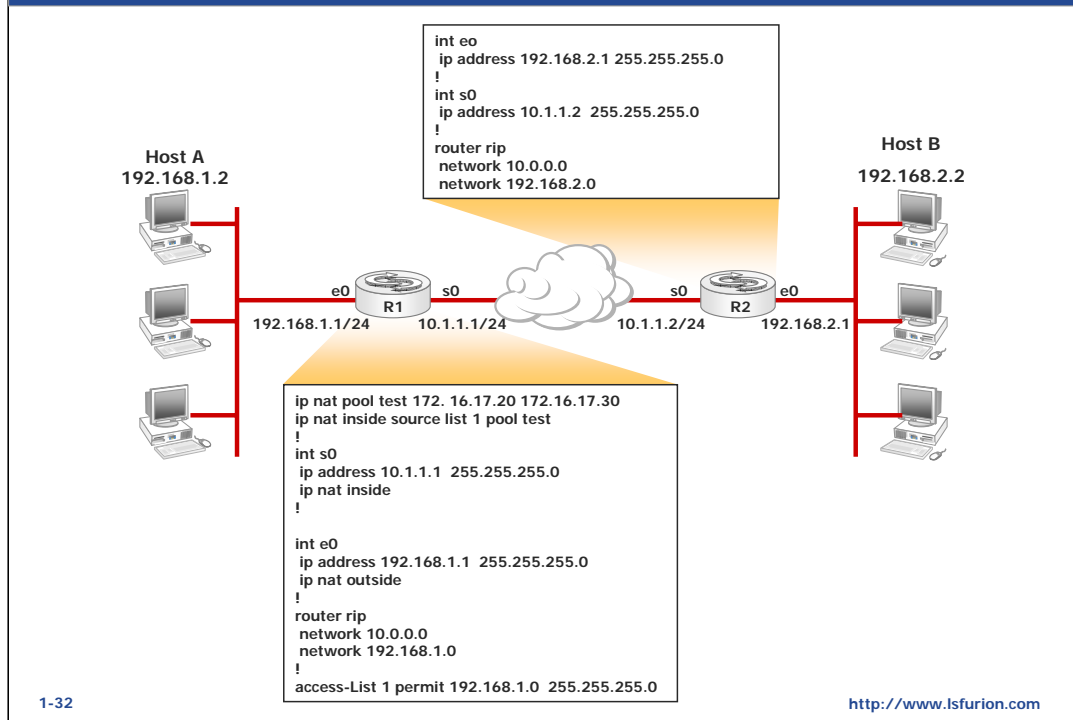 int eo
ip address 192.168.2.1 255.255.255.0
!
int s0
ip address 10.1.1.2 255.255.255.0
!
router rip
network 10.0.0.0
network 192.168.2.0
Host A
192.168.1.2
Host B
192.168.2.2
e0
R1
s0
192.168.1.1/24
10.1.1.1/24
s0
R2
e0
10.1.1.2/24
192.168.2.1
ip nat pool test 172. 16.17.20 172.16.17.30
ip nat inside source list 1 pool test
!
int s0
ip address 10.1.1.1 255.255.255.0
ip nat inside
!
int e0
ip address 192.168.1.1 255.255.255.0
ip nat outside
!
router rip
network 10.0.0.0
network 192.168.1.0
!
access-List 1 permit 192.168.1.0 255.255.255.0
1-32
http://www.lsfurion.com